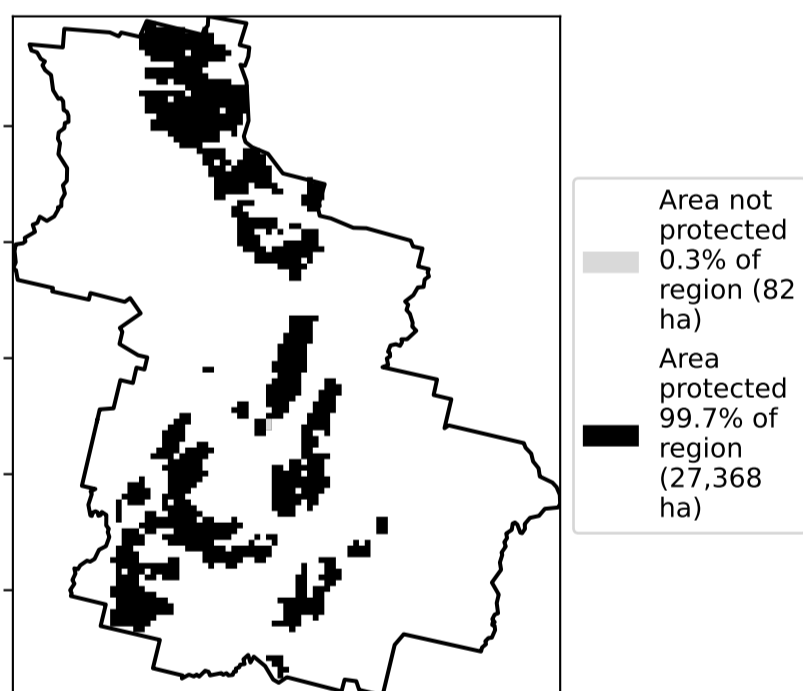 Area not
protected
0.3% of
region (82
ha)
Area
protected
99.7% of
region
(27,368
ha)